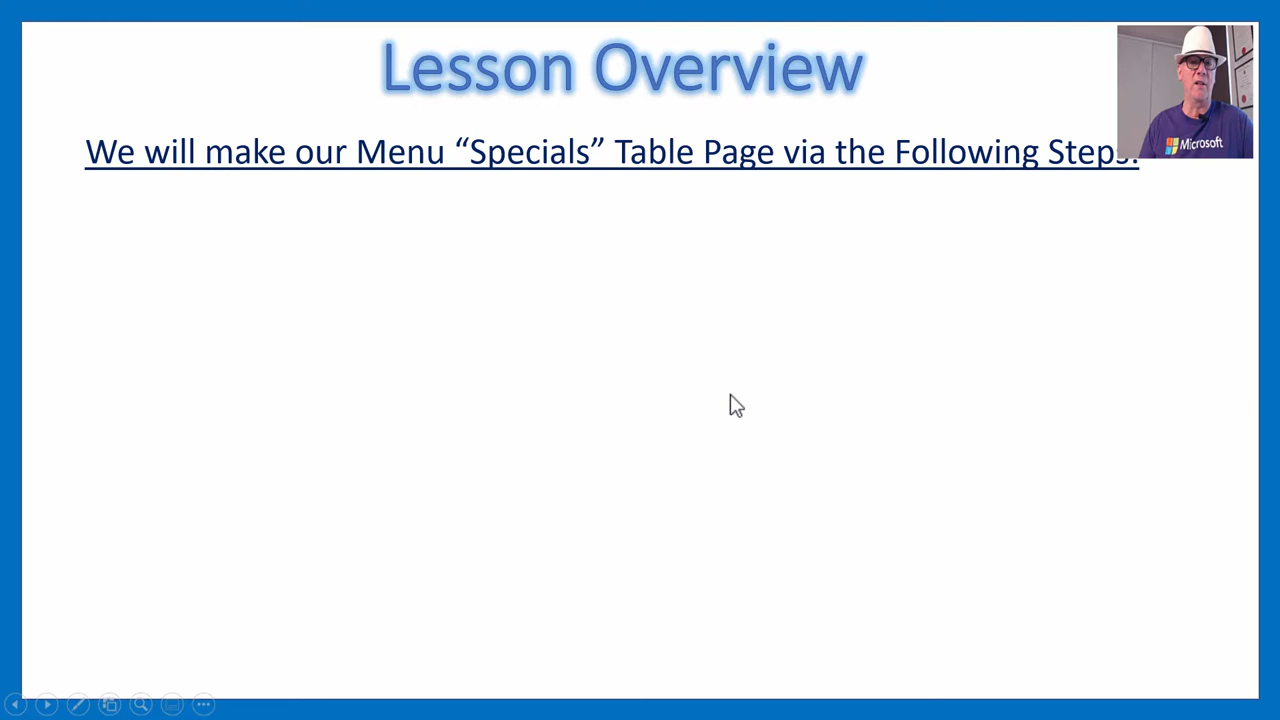 Lesson Overview
We will make our Menu “Specials” Table Page via the Following Steps:
Microsoft